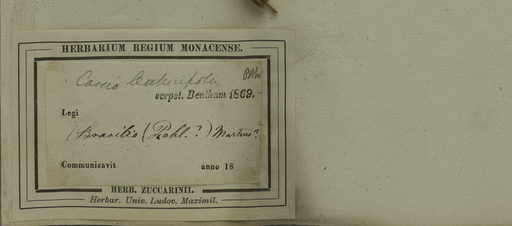 HERBARIUM REGIUM MONACENSE.
Cassia
scrpst. Bentham 1869.
Legi
(Brasilia (Pohl.?) Martius?
Communicavit anno 18
HERB. ZUCCARINII.
Herbar. Univ. Ludov. Maximil.